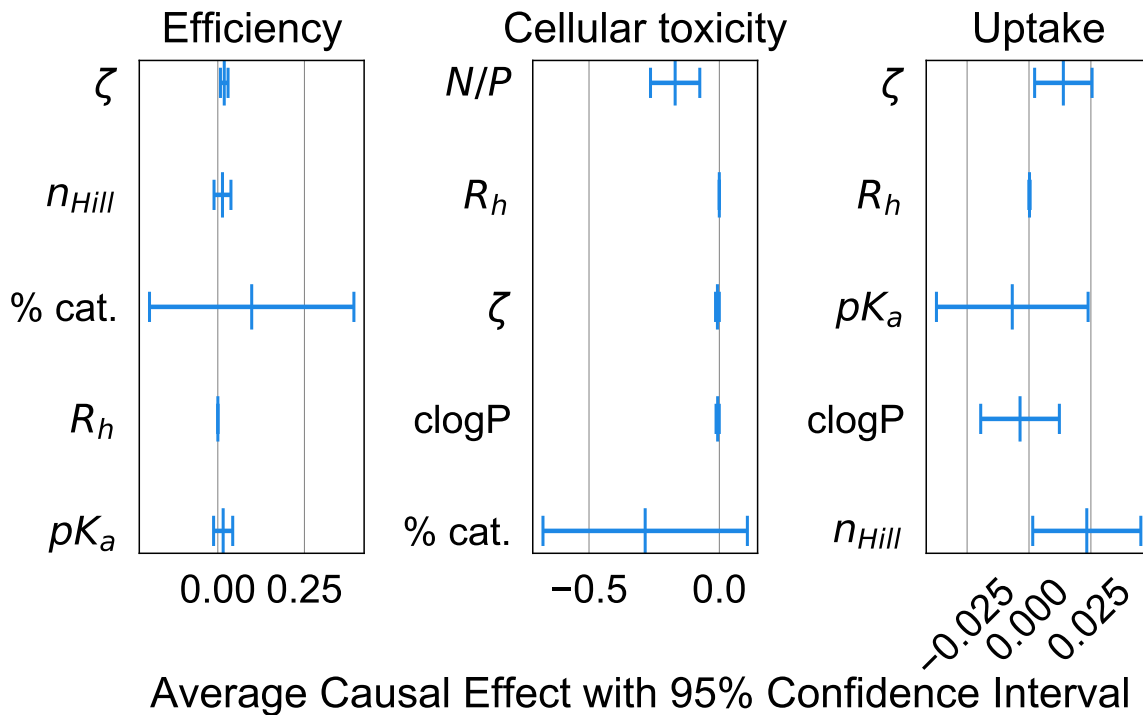 Efficiency
ζ
n_Hill
% cat.
R_h
pK_a
0.00 0.25
Cellular toxicity
N/P
R_h
ζ
clogP
% cat.
−0.5 0.0
Uptake
ζ
R_h
pK_a
clogP
n_Hill
−0.025 0.000 0.025
Average Causal Effect with 95% Confidence Interval